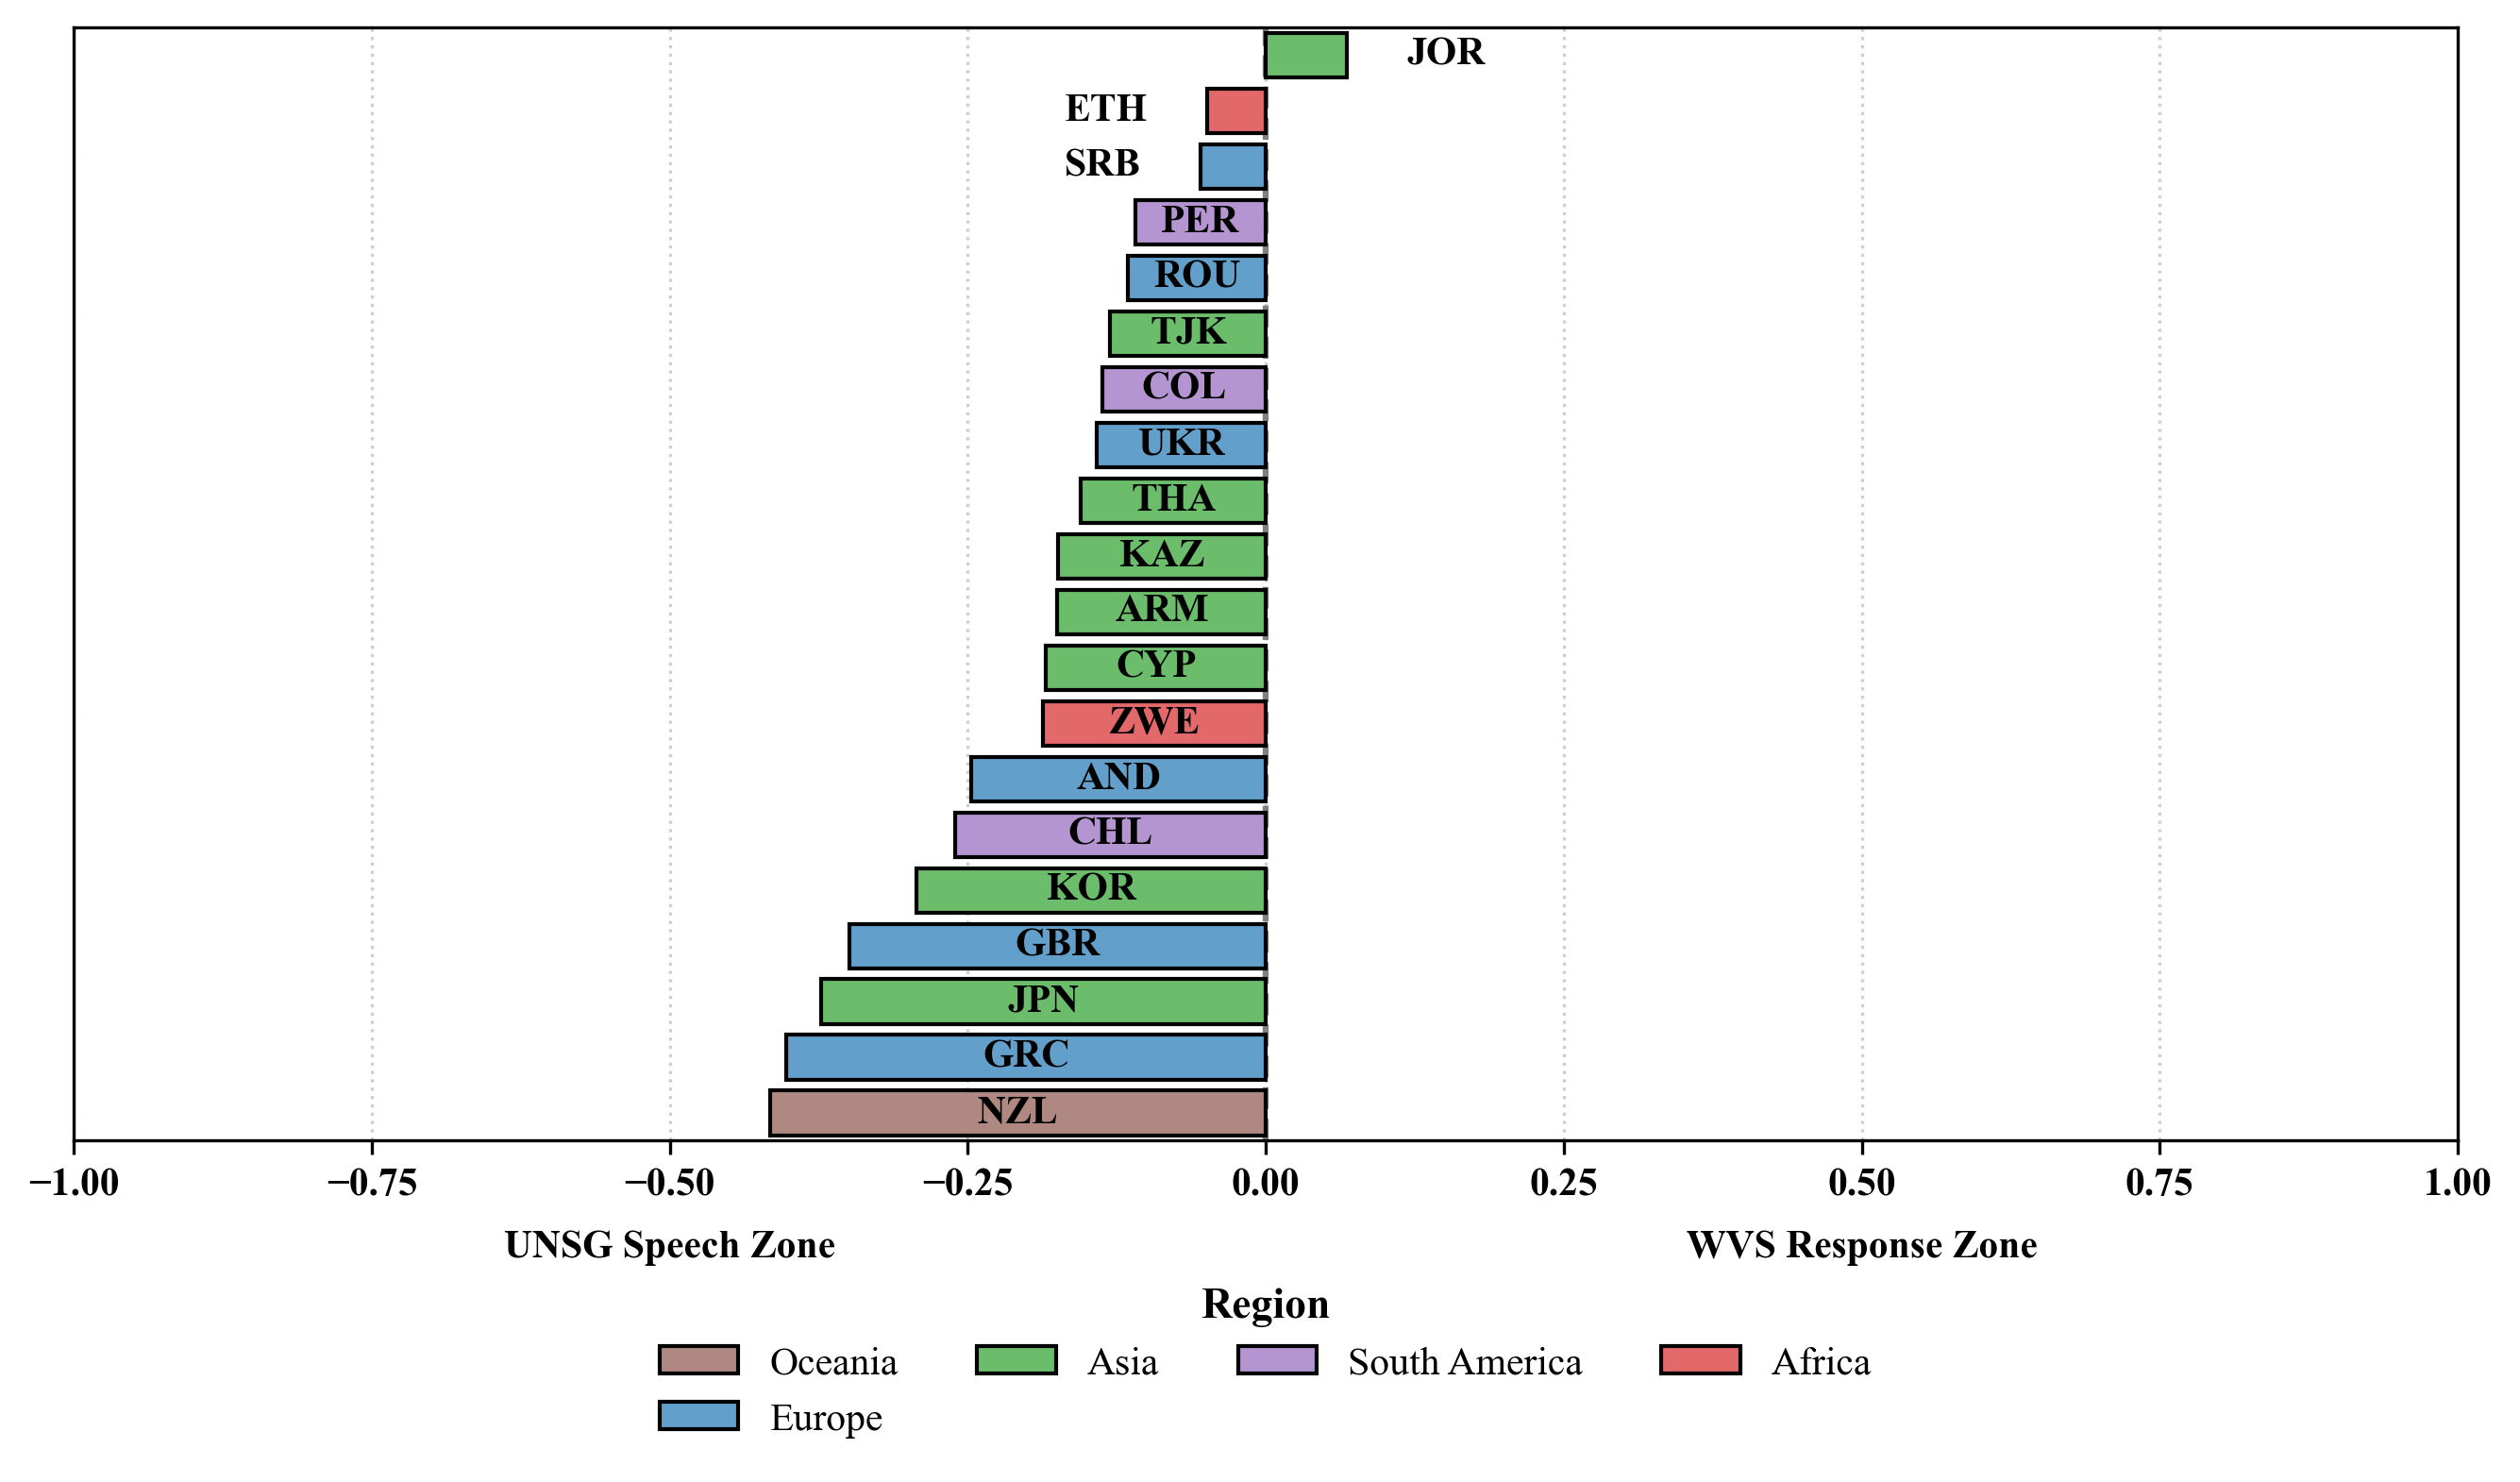 JOR
ETH
SRB
PER
ROU
TJK
COL
UKR
THA
KAZ
ARM
CYP
ZWE
AND
CHL
KOR
GBR
JPN
GRC
NZL
−1.00 −0.75 −0.50 −0.25 0.00 0.25 0.50 0.75 1.00
UNSG Speech Zone WVS Response Zone
Region
Oceania Asia South America Africa
Europe